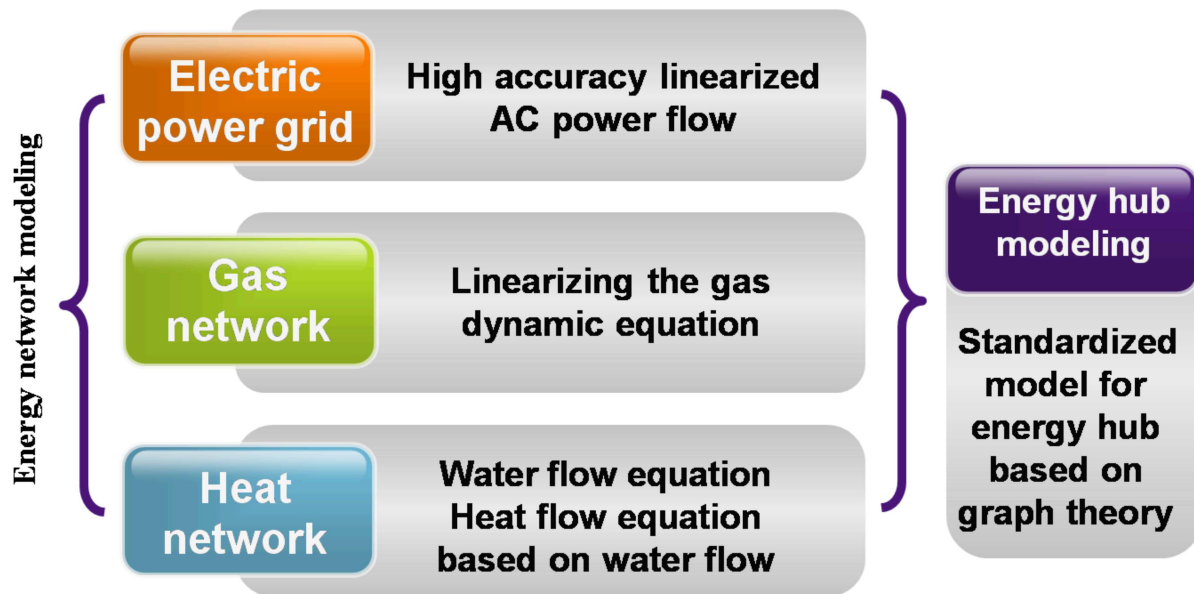 Energy network modeling
Electric
power grid
High accuracy linearized
AC power flow
Gas
network
Linearizing the gas
dynamic equation
Heat
network
Water flow equation
Heat flow equation
based on water flow
Energy hub
modeling
Standardized
model for
energy hub
based on
graph theory